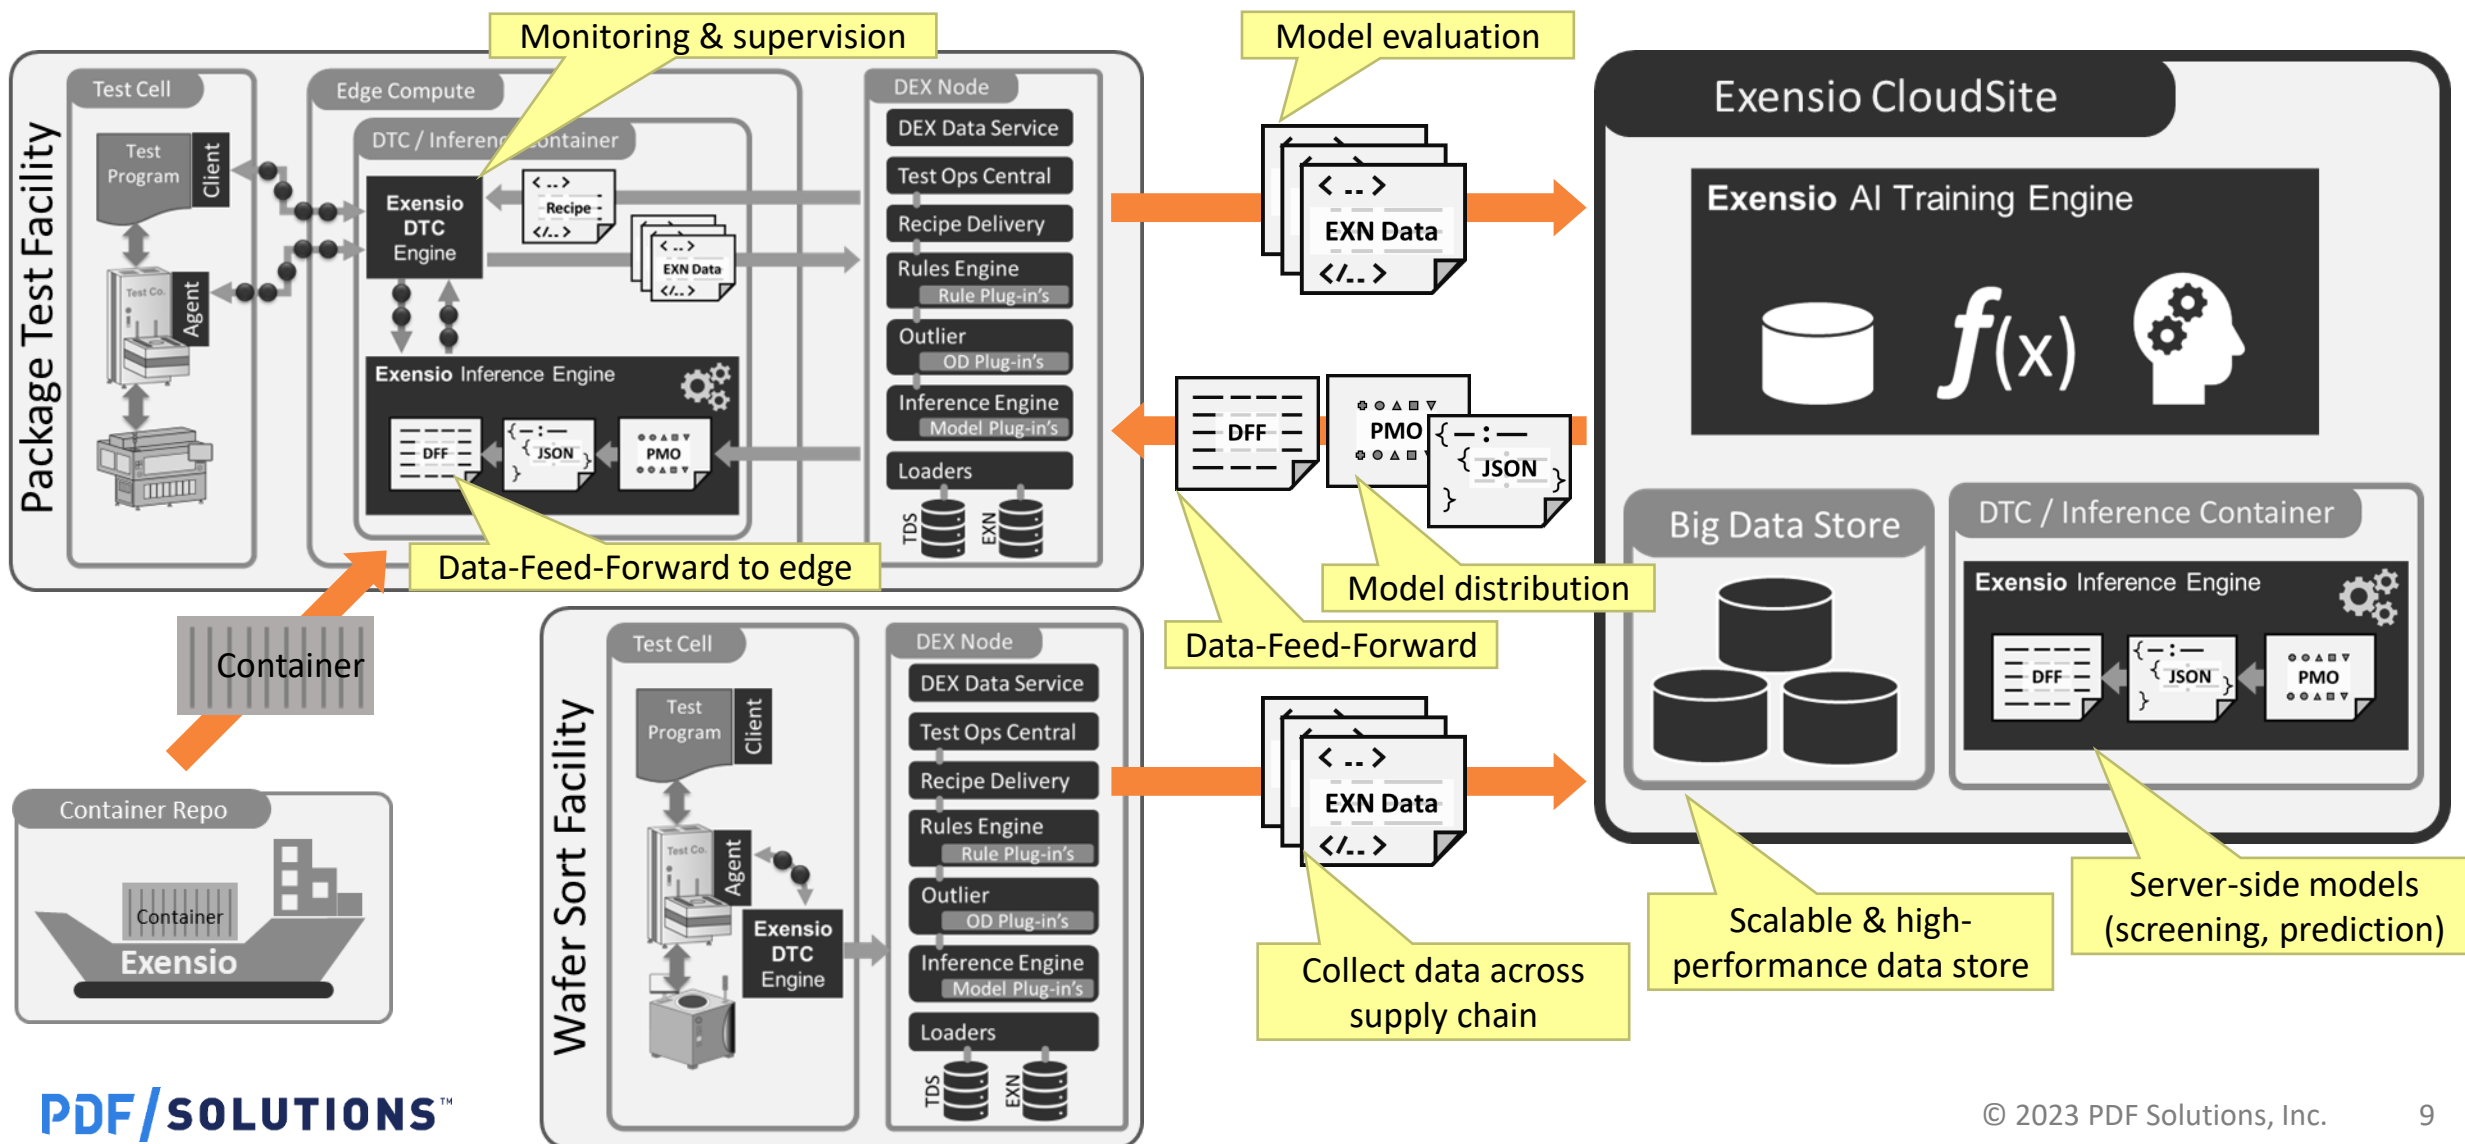 Monitoring & supervision
Model evaluation
Package Test Facility
Test Cell
Test
Program
Client
Test Co.
Agent
Edge Compute
DTC / Inference Container
Exensio
DTC
Engine
< .. >
Recipe
</.. >
< .. >
EXN Data
</.. >
Exensio Inference Engine
DFF
{ – : –
{ JSON }
}
PMO
Data-Feed-Forward to edge
DEX Node
DEX Data Service
Test Ops Central
Recipe Delivery
Rules Engine
Rule Plug-in's
Outlier
OD Plug-in's
Inference Engine
Model Plug-in's
Loaders
TDS
EXN
< .. >
EXN Data
</.. >
DFF
PMO
{ – : –
{ JSON }
}
Model distribution
Data-Feed-Forward
Exensio CloudSite
Exensio AI Training Engine
f(x)
Big Data Store
DTC / Inference Container
Exensio Inference Engine
DFF
{ – : –
{ JSON }
}
PMO
Server-side models
(screening, prediction)
Scalable & high-
performance data store
Container
Container Repo
Container
Exensio
Wafer Sort Facility
Test Cell
Test
Program
Client
Test Co.
Agent
Exensio
DTC
Engine
DEX Node
DEX Data Service
Test Ops Central
Recipe Delivery
Rules Engine
Rule Plug-in's
Outlier
OD Plug-in's
Inference Engine
Model Plug-in's
Loaders
TDS
EXN
< .. >
EXN Data
</.. >
Collect data across
supply chain
PDF/SOLUTIONS™
© 2023 PDF Solutions, Inc.
9